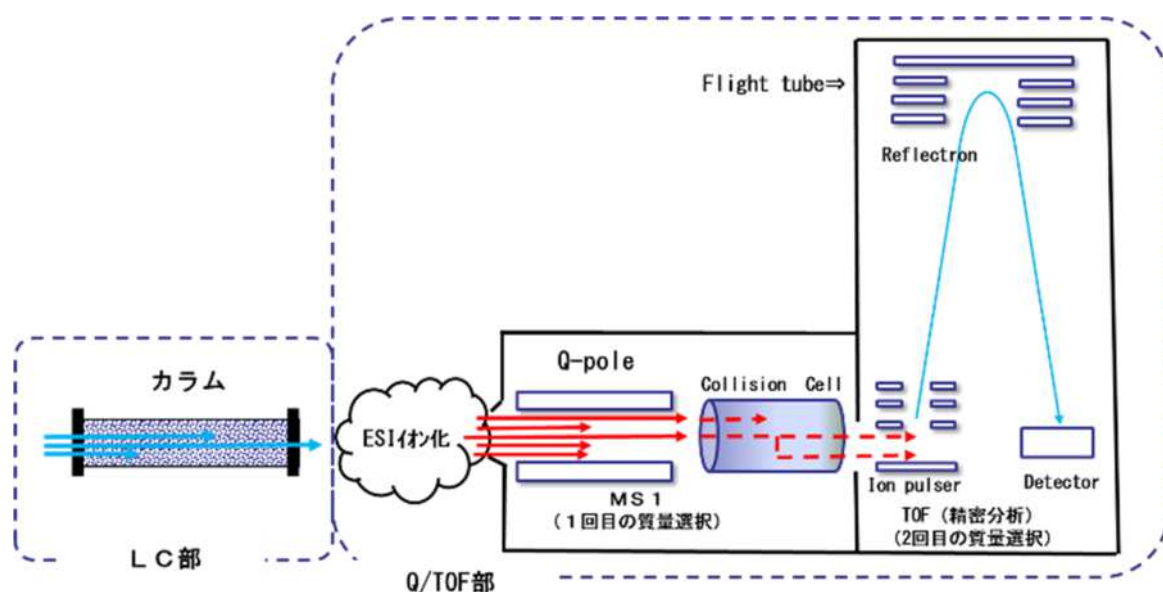 Flight tube⇒
Reflectron
Q-pole
カラム
Collision Cell
ESIイオン化
Ion pulser
Detector
MS1
(1回目の質量選択)
TOF (精密分析)
(2回目の質量選択)
LC部
Q/TOF部